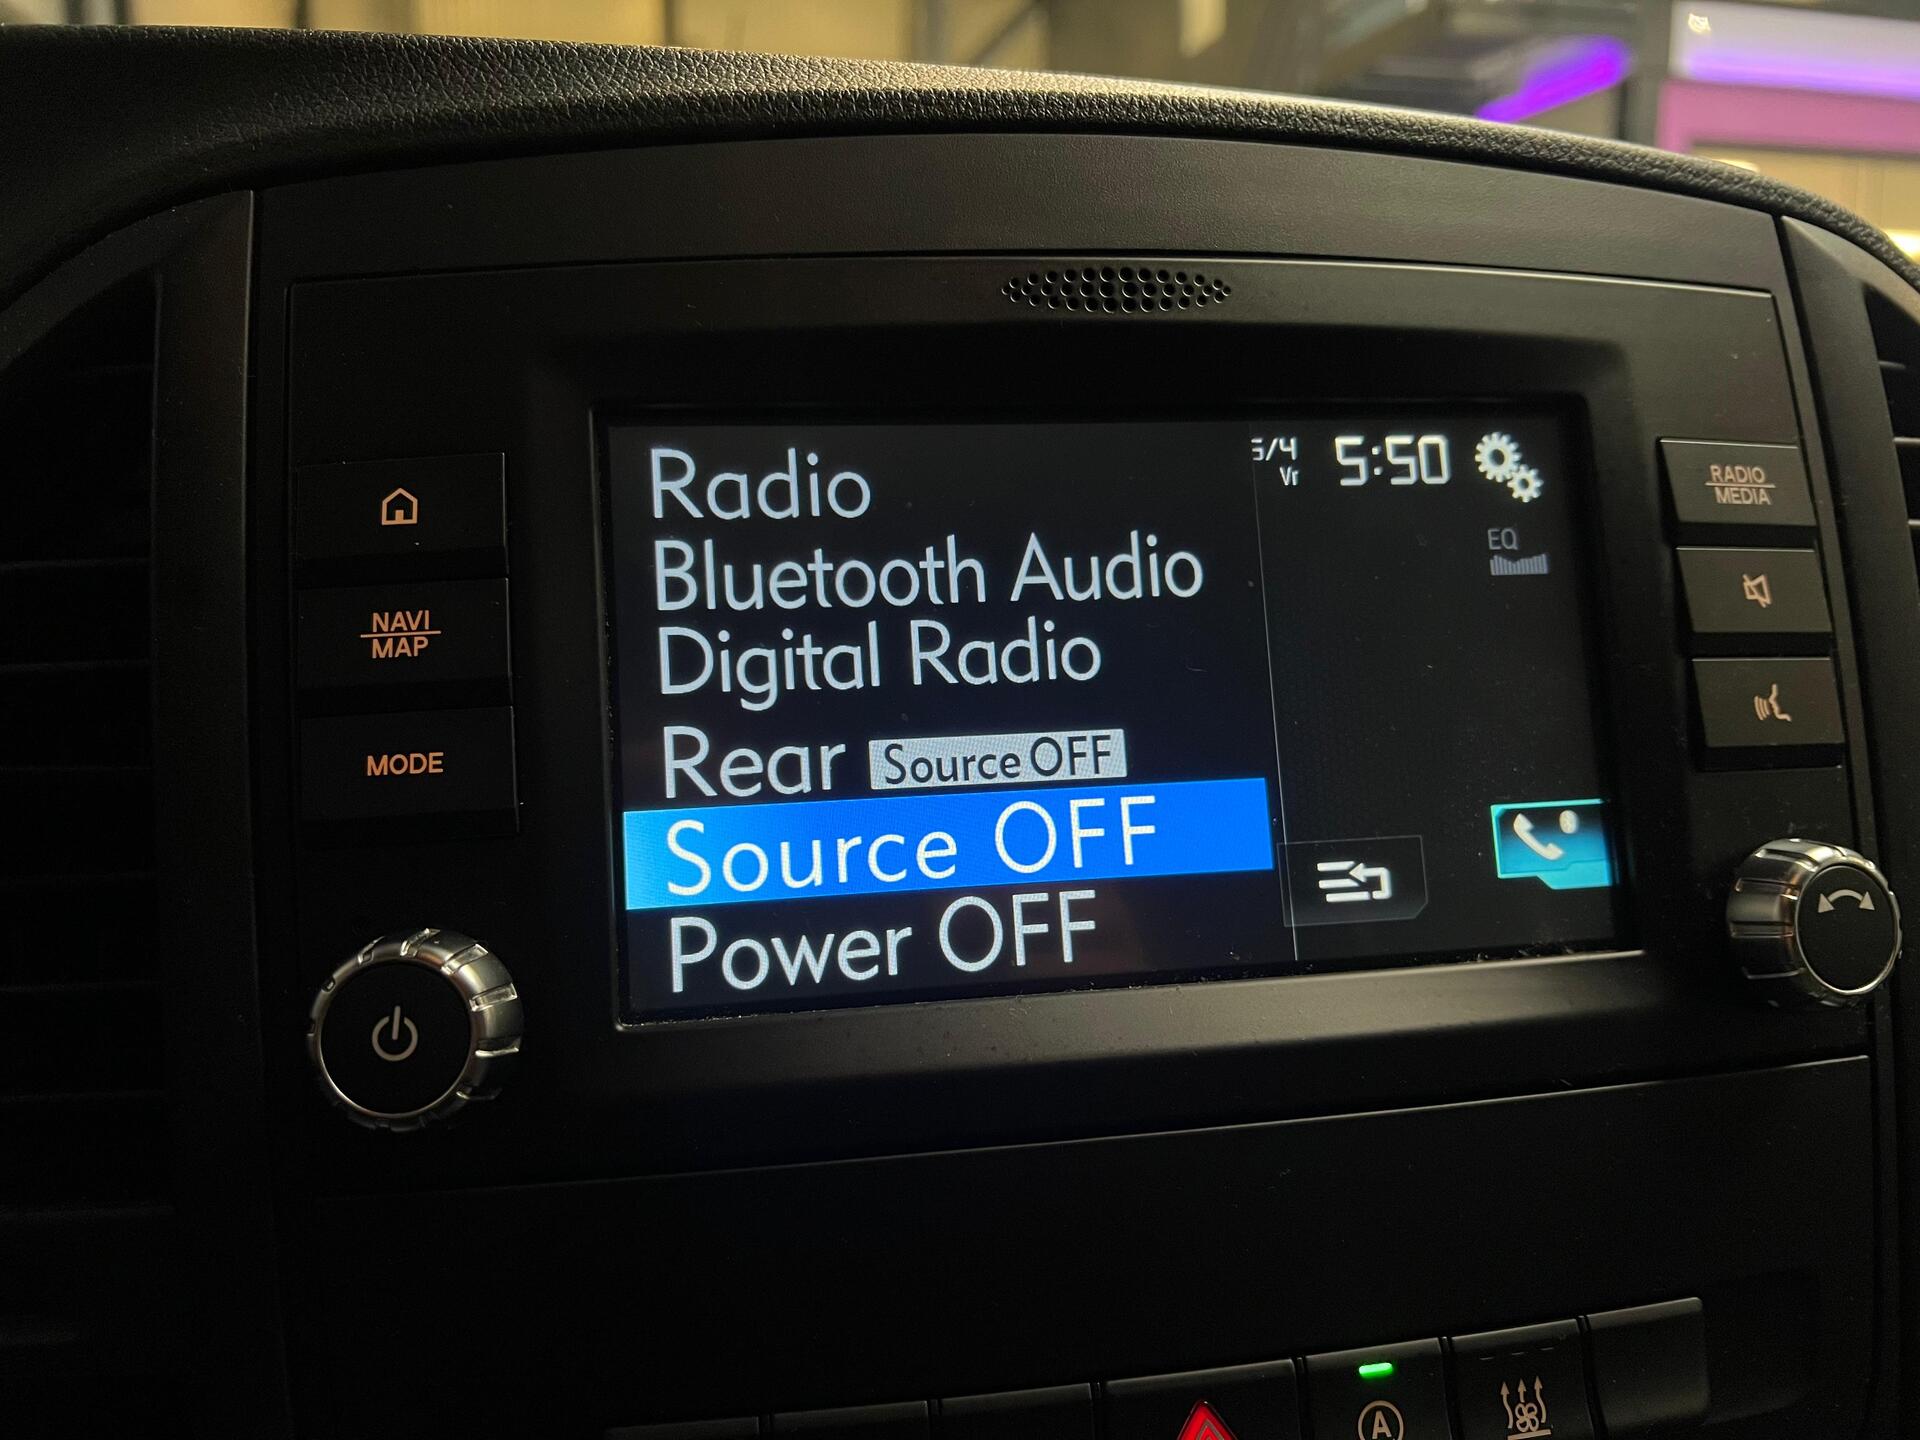 Radio
Bluetooth Audio
Digital Radio
Rear Source OFF
Source OFF
Power OFF
5/4 5:50
Vr
EQ
NAVI
MAP
MODE
RADIO
MEDIA
A